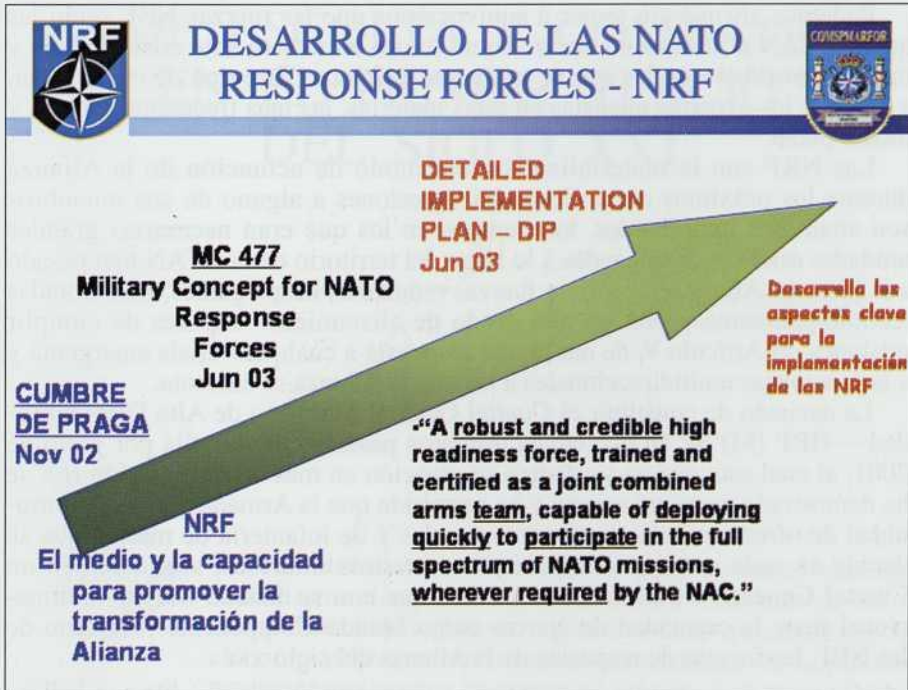 NRF
DESARROLLO DE LAS NATO
RESPONSE FORCES - NRF
COMSPMARFOR
DETAILED
IMPLEMENTATION
PLAN – DIP
Jun 03
MC 477
Military Concept for NATO
Response
Forces
Jun 03
Desarrolla los
aspectos clave
para la
implementación
de las NRF
CUMBRE
DE PRAGA
Nov 02
-“A robust and credible high
readiness force, trained and
certified as a joint combined
arms team, capable of deploying
quickly to participate in the full
spectrum of NATO missions,
wherever required by the NAC.”
NRF
El medio y la capacidad
para promover la
transformación de la
Alianza